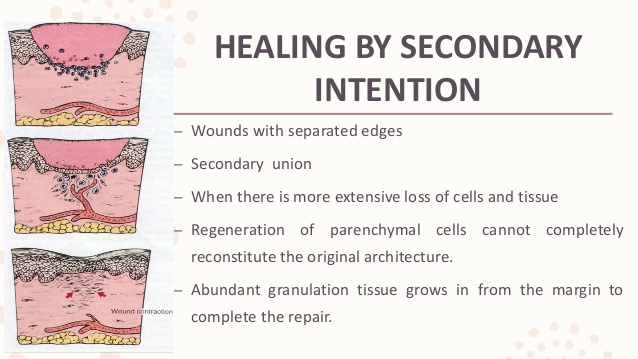 HEALING BY SECONDARY
INTENTION
– Wounds with separated edges
– Secondary union
– When there is more extensive loss of cells and tissue
– Regeneration of parenchymal cells cannot completely
reconstitute the original architecture.
– Abundant granulation tissue grows in from the margin to
complete the repair.
Wound contraction